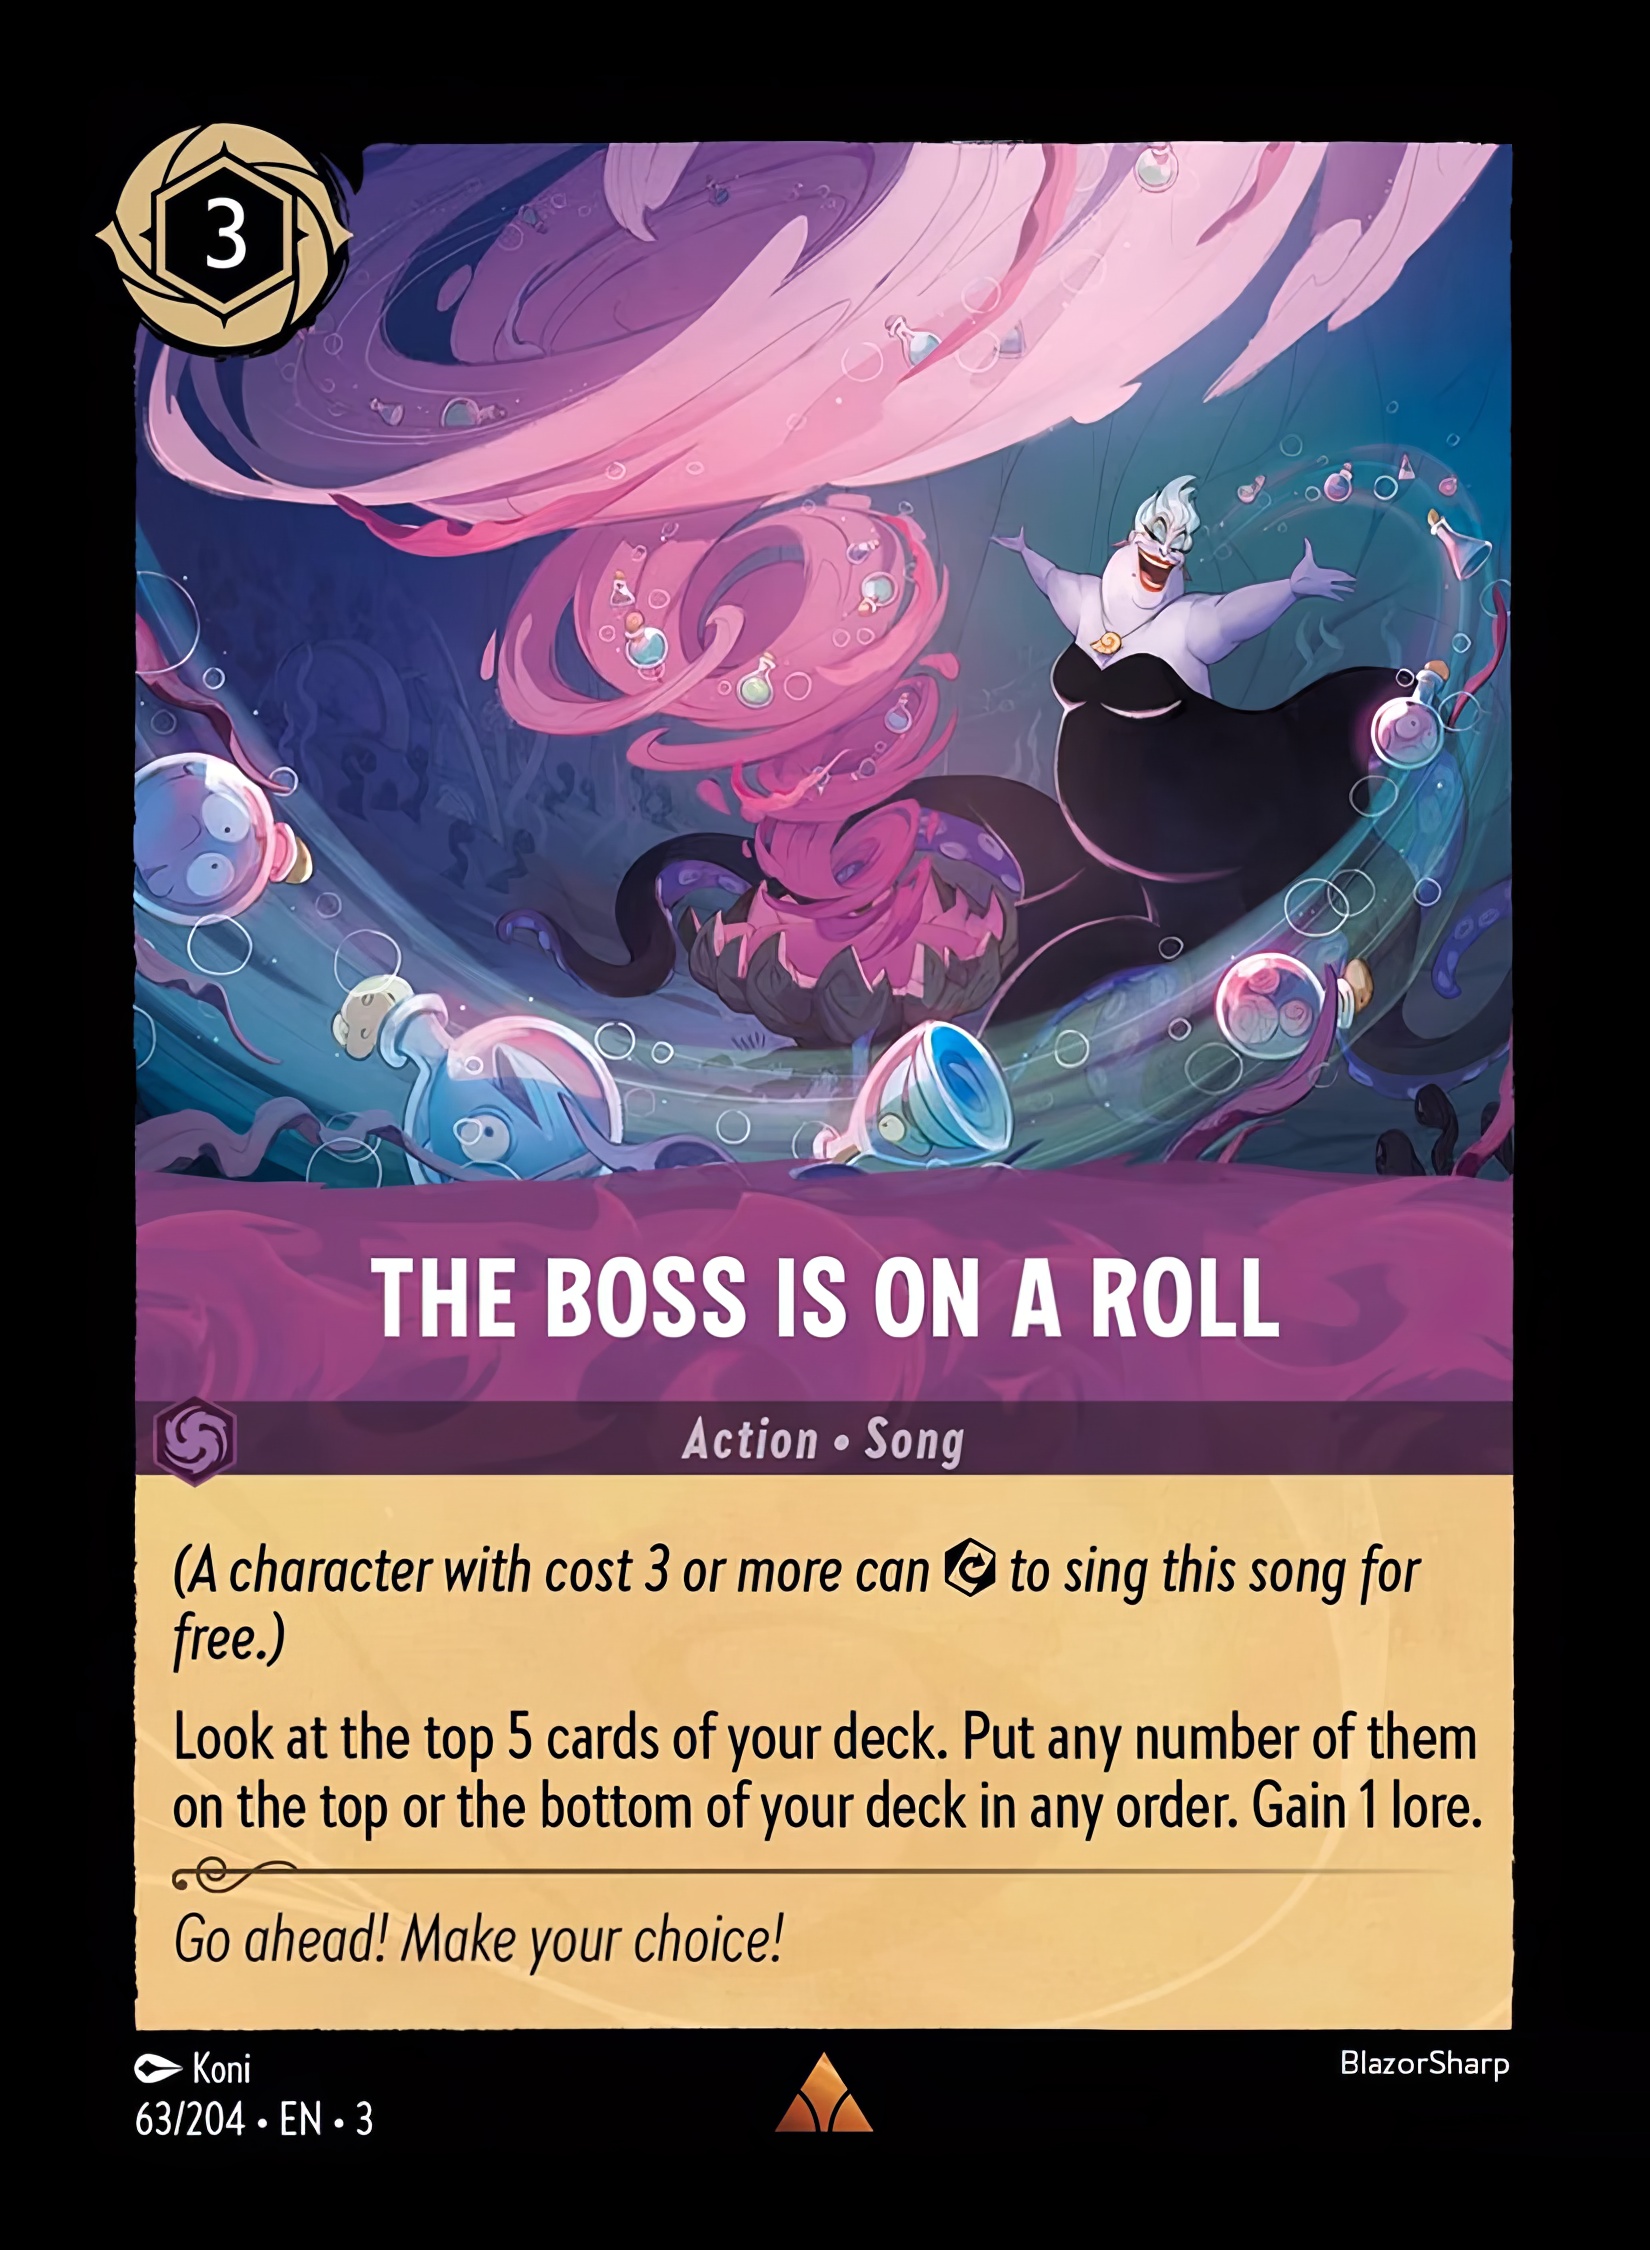 3
THE BOSS IS ON A ROLL
Action • Song
(A character with cost 3 or more can to sing this song for
free.)
Look at the top 5 cards of your deck. Put any number of them
on the top or the bottom of your deck in any order. Gain 1 lore.
Go ahead! Make your choice!
Koni
BlazorSharp
63/204 • EN • 3